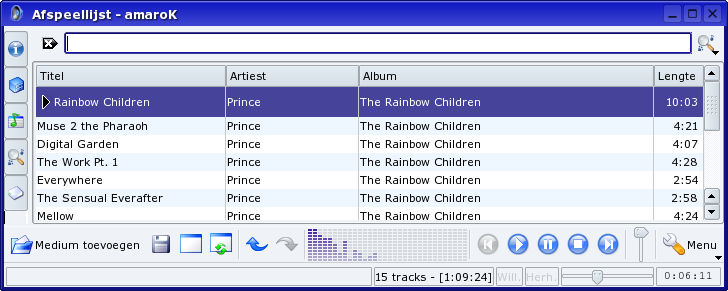 Afspeellijst - amaroK
Titel Artiest Album Lengte
Rainbow Children Prince The Rainbow Children 10:03
Muse 2 the Pharaoh Prince The Rainbow Children 4:21
Digital Garden Prince The Rainbow Children 4:07
The Work Pt. 1 Prince The Rainbow Children 4:28
Everywhere Prince The Rainbow Children 2:54
The Sensual Everafter Prince The Rainbow Children 2:58
Mellow Prince The Rainbow Children 4:24
Medium toevoegen Menu
15 tracks - [1:09:24] Will. Herh. 0:06:11